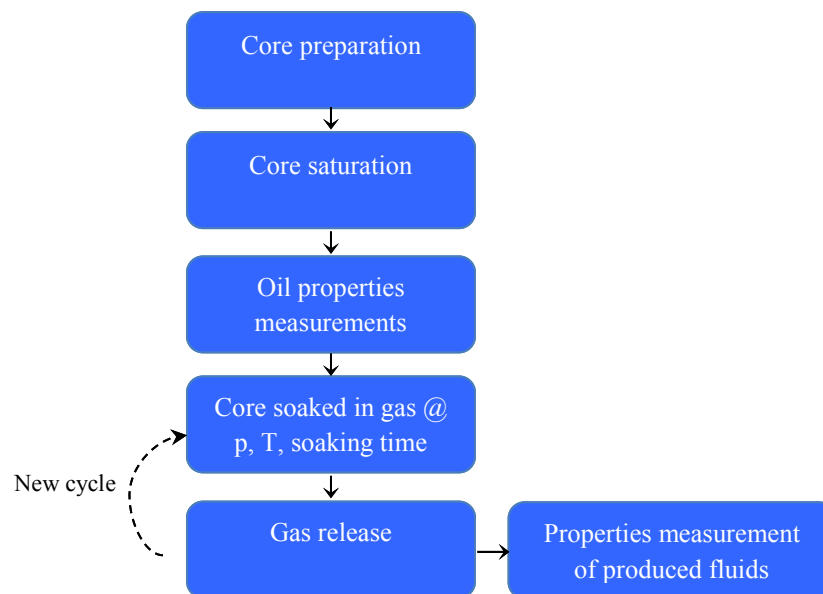 Core preparation
Core saturation
Oil properties
measurements
Core soaked in gas @
p, T, soaking time
New cycle
Gas release
Properties measurement
of produced fluids